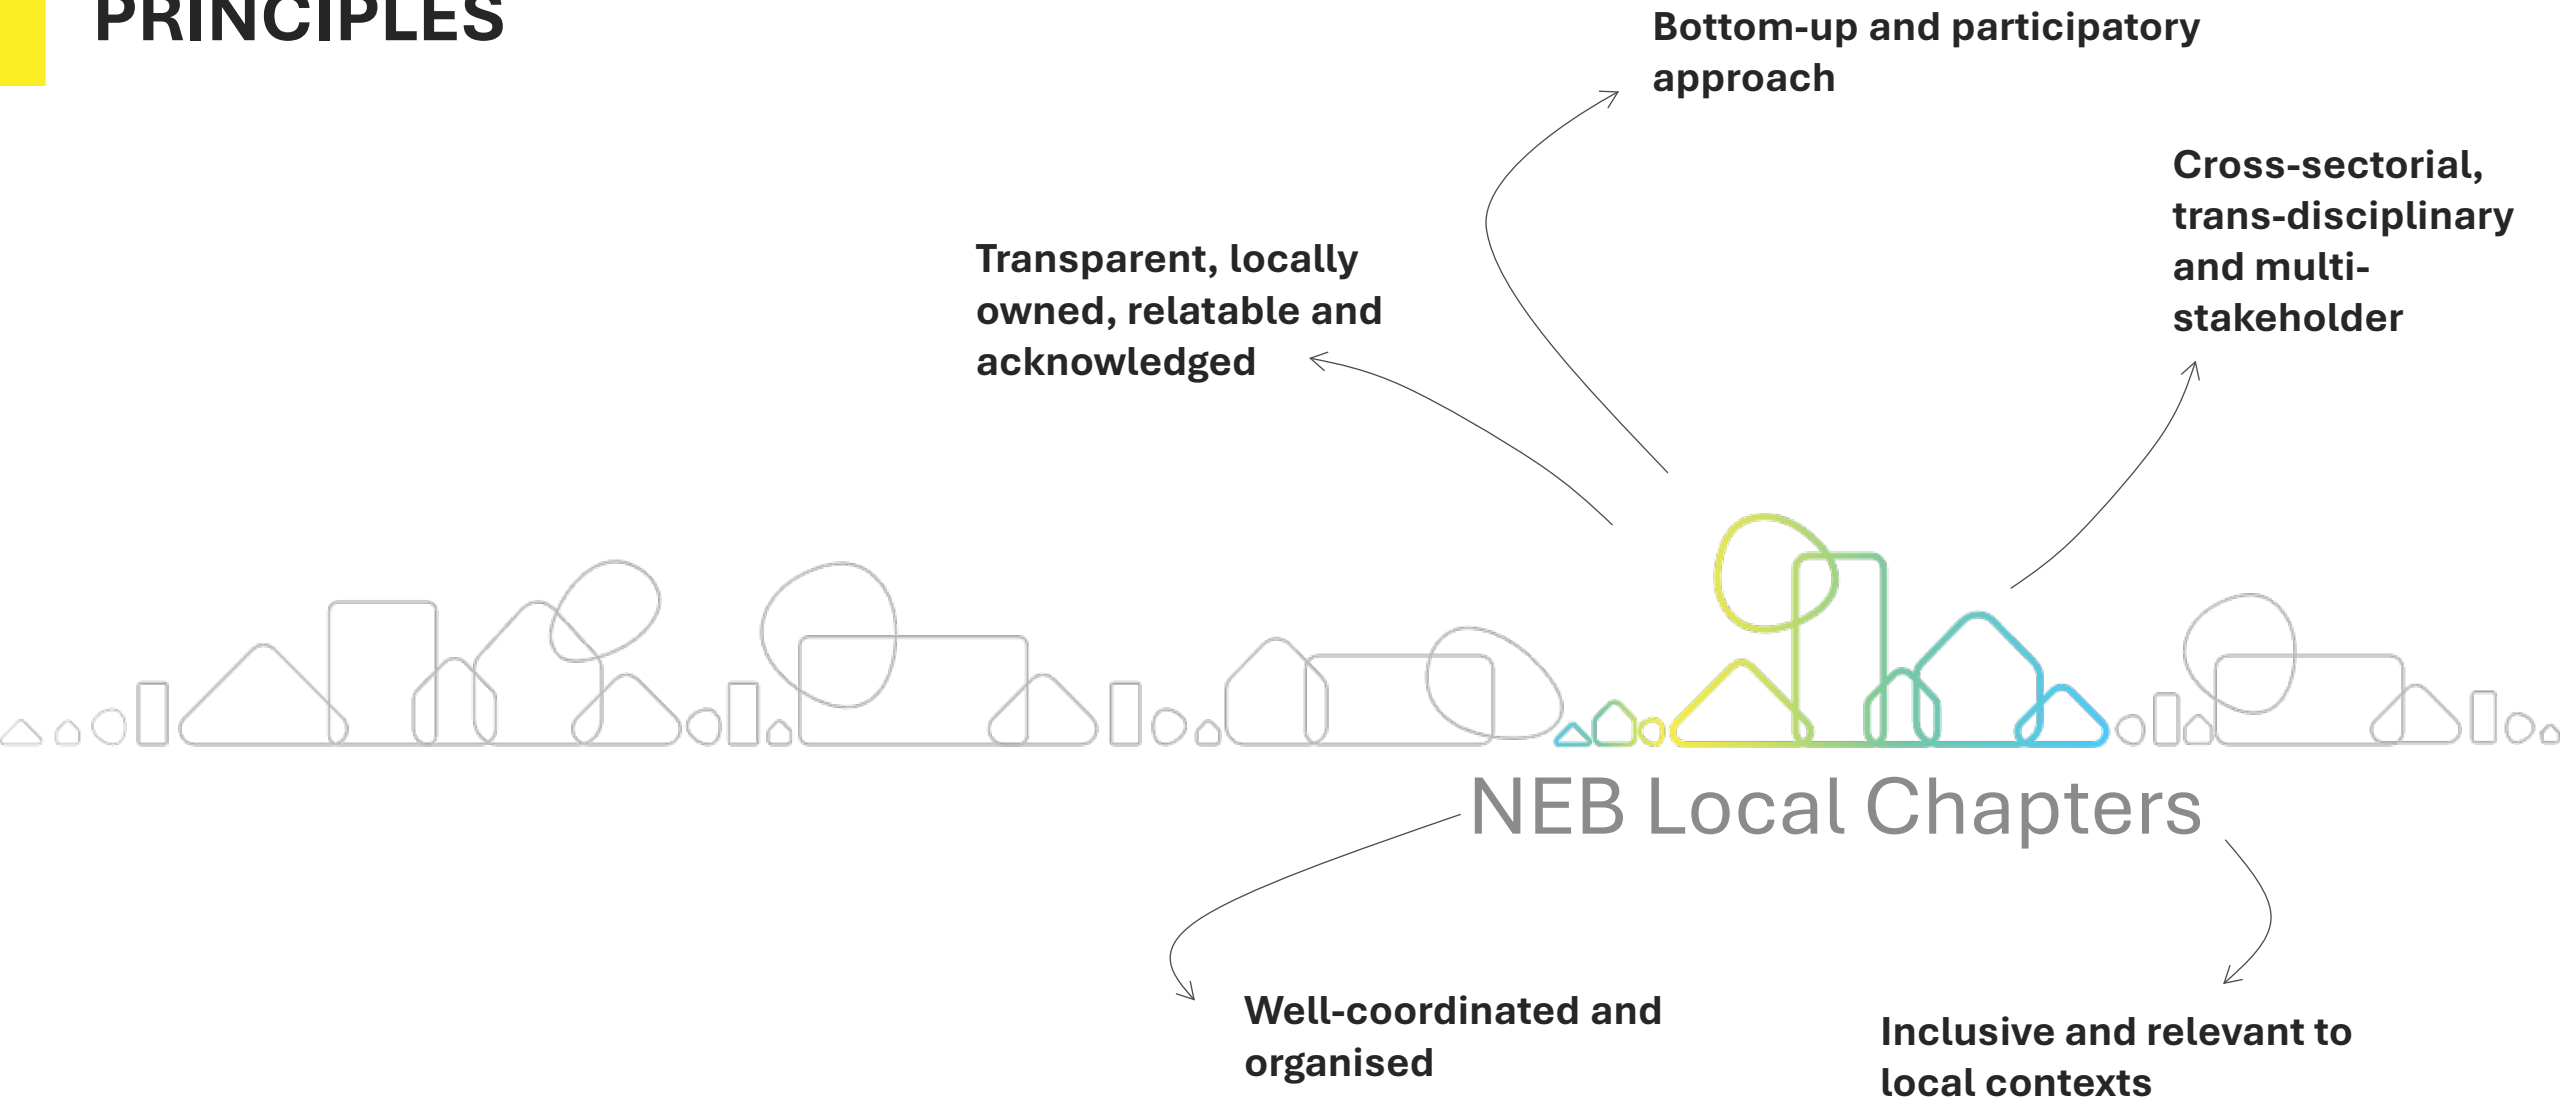 PRINCIPLES
Bottom-up and participatory
approach
Cross-sectorial,
trans-disciplinary
and multi-
stakeholder
Transparent, locally
owned, relatable and
acknowledged
NEB Local Chapters
Well-coordinated and
organised
Inclusive and relevant to
local contexts